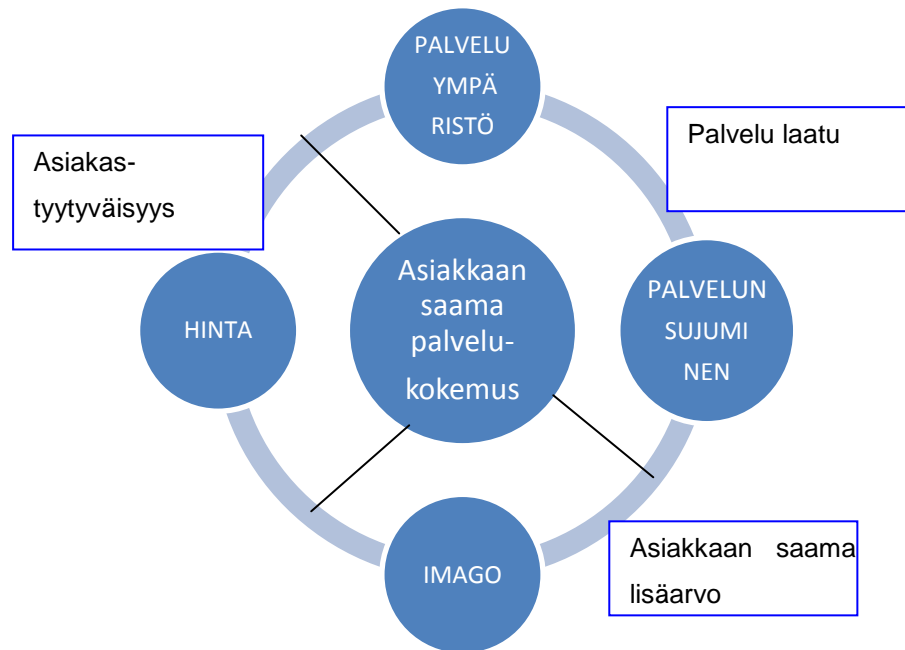 PALVELU
YMPÄ
RISTÖ
Asiakas-
tyytyväisyys
Palvelu laatu
HINTA
Asiakkaan
saama
palvelu-
kokemus
PALVELUN
SUJUMI
NEN
IMAGO
Asiakkaan saama
lisäarvo